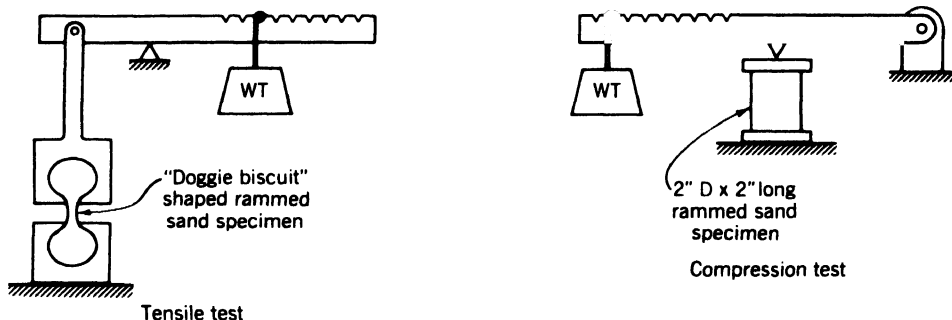 WT
"Doggie biscuit"
shaped rammed
sand specimen
Tensile test
WT
2" D x 2" long
rammed sand
specimen
Compression test